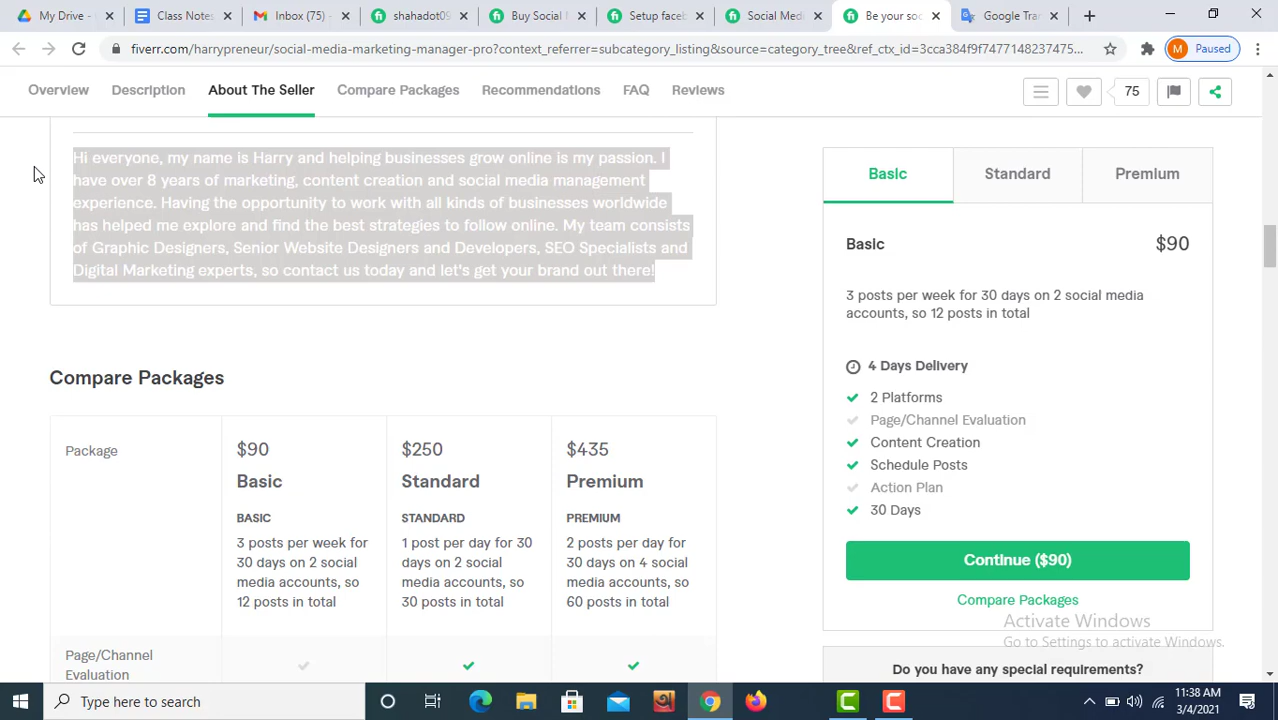 My Drive
Class Notes
Inbox (75)
shahadot09
Buy Social M
Setup faceb
Social Medi
Be your soc
Google Tran
fiverr.com/harrypreneur/social-media-marketing-manager-pro?context_referrer=subcategory_listing&source=category_tree&ref_ctx_id=3cca384f9f7477148237475...
M Paused
Overview Description About The Seller Compare Packages Recommendations FAQ Reviews
75
Hi everyone, my name is Harry and helping businesses grow online is my passion. I
have over 8 years of marketing, content creation and social media management
experience. Having the opportunity to work with all kinds of businesses worldwide
has helped me explore and find the best strategies to follow online. My team consists
of Graphic Designers, Senior Website Designers and Developers, SEO Specialists and
Digital Marketing experts, so contact us today and let's get your brand out there!
Compare Packages
Package
$90
Basic
BASIC
3 posts per week for
30 days on 2 social
media accounts, so
12 posts in total
$250
Standard
STANDARD
1 post per day for 30
days on 2 social
media accounts, so
30 posts in total
$435
Premium
PREMIUM
2 posts per day for
30 days on 4 social
media accounts, so
60 posts in total
Page/Channel
Evaluation
Basic Standard Premium
Basic $90
3 posts per week for 30 days on 2 social media
accounts, so 12 posts in total
4 Days Delivery
2 Platforms
Page/Channel Evaluation
Content Creation
Schedule Posts
Action Plan
30 Days
Continue ($90)
Compare Packages
Activate Windows
Go to Settings to activate Windows.
Do you have any special requirements?
Type here to search
11:38 AM
3/4/2021